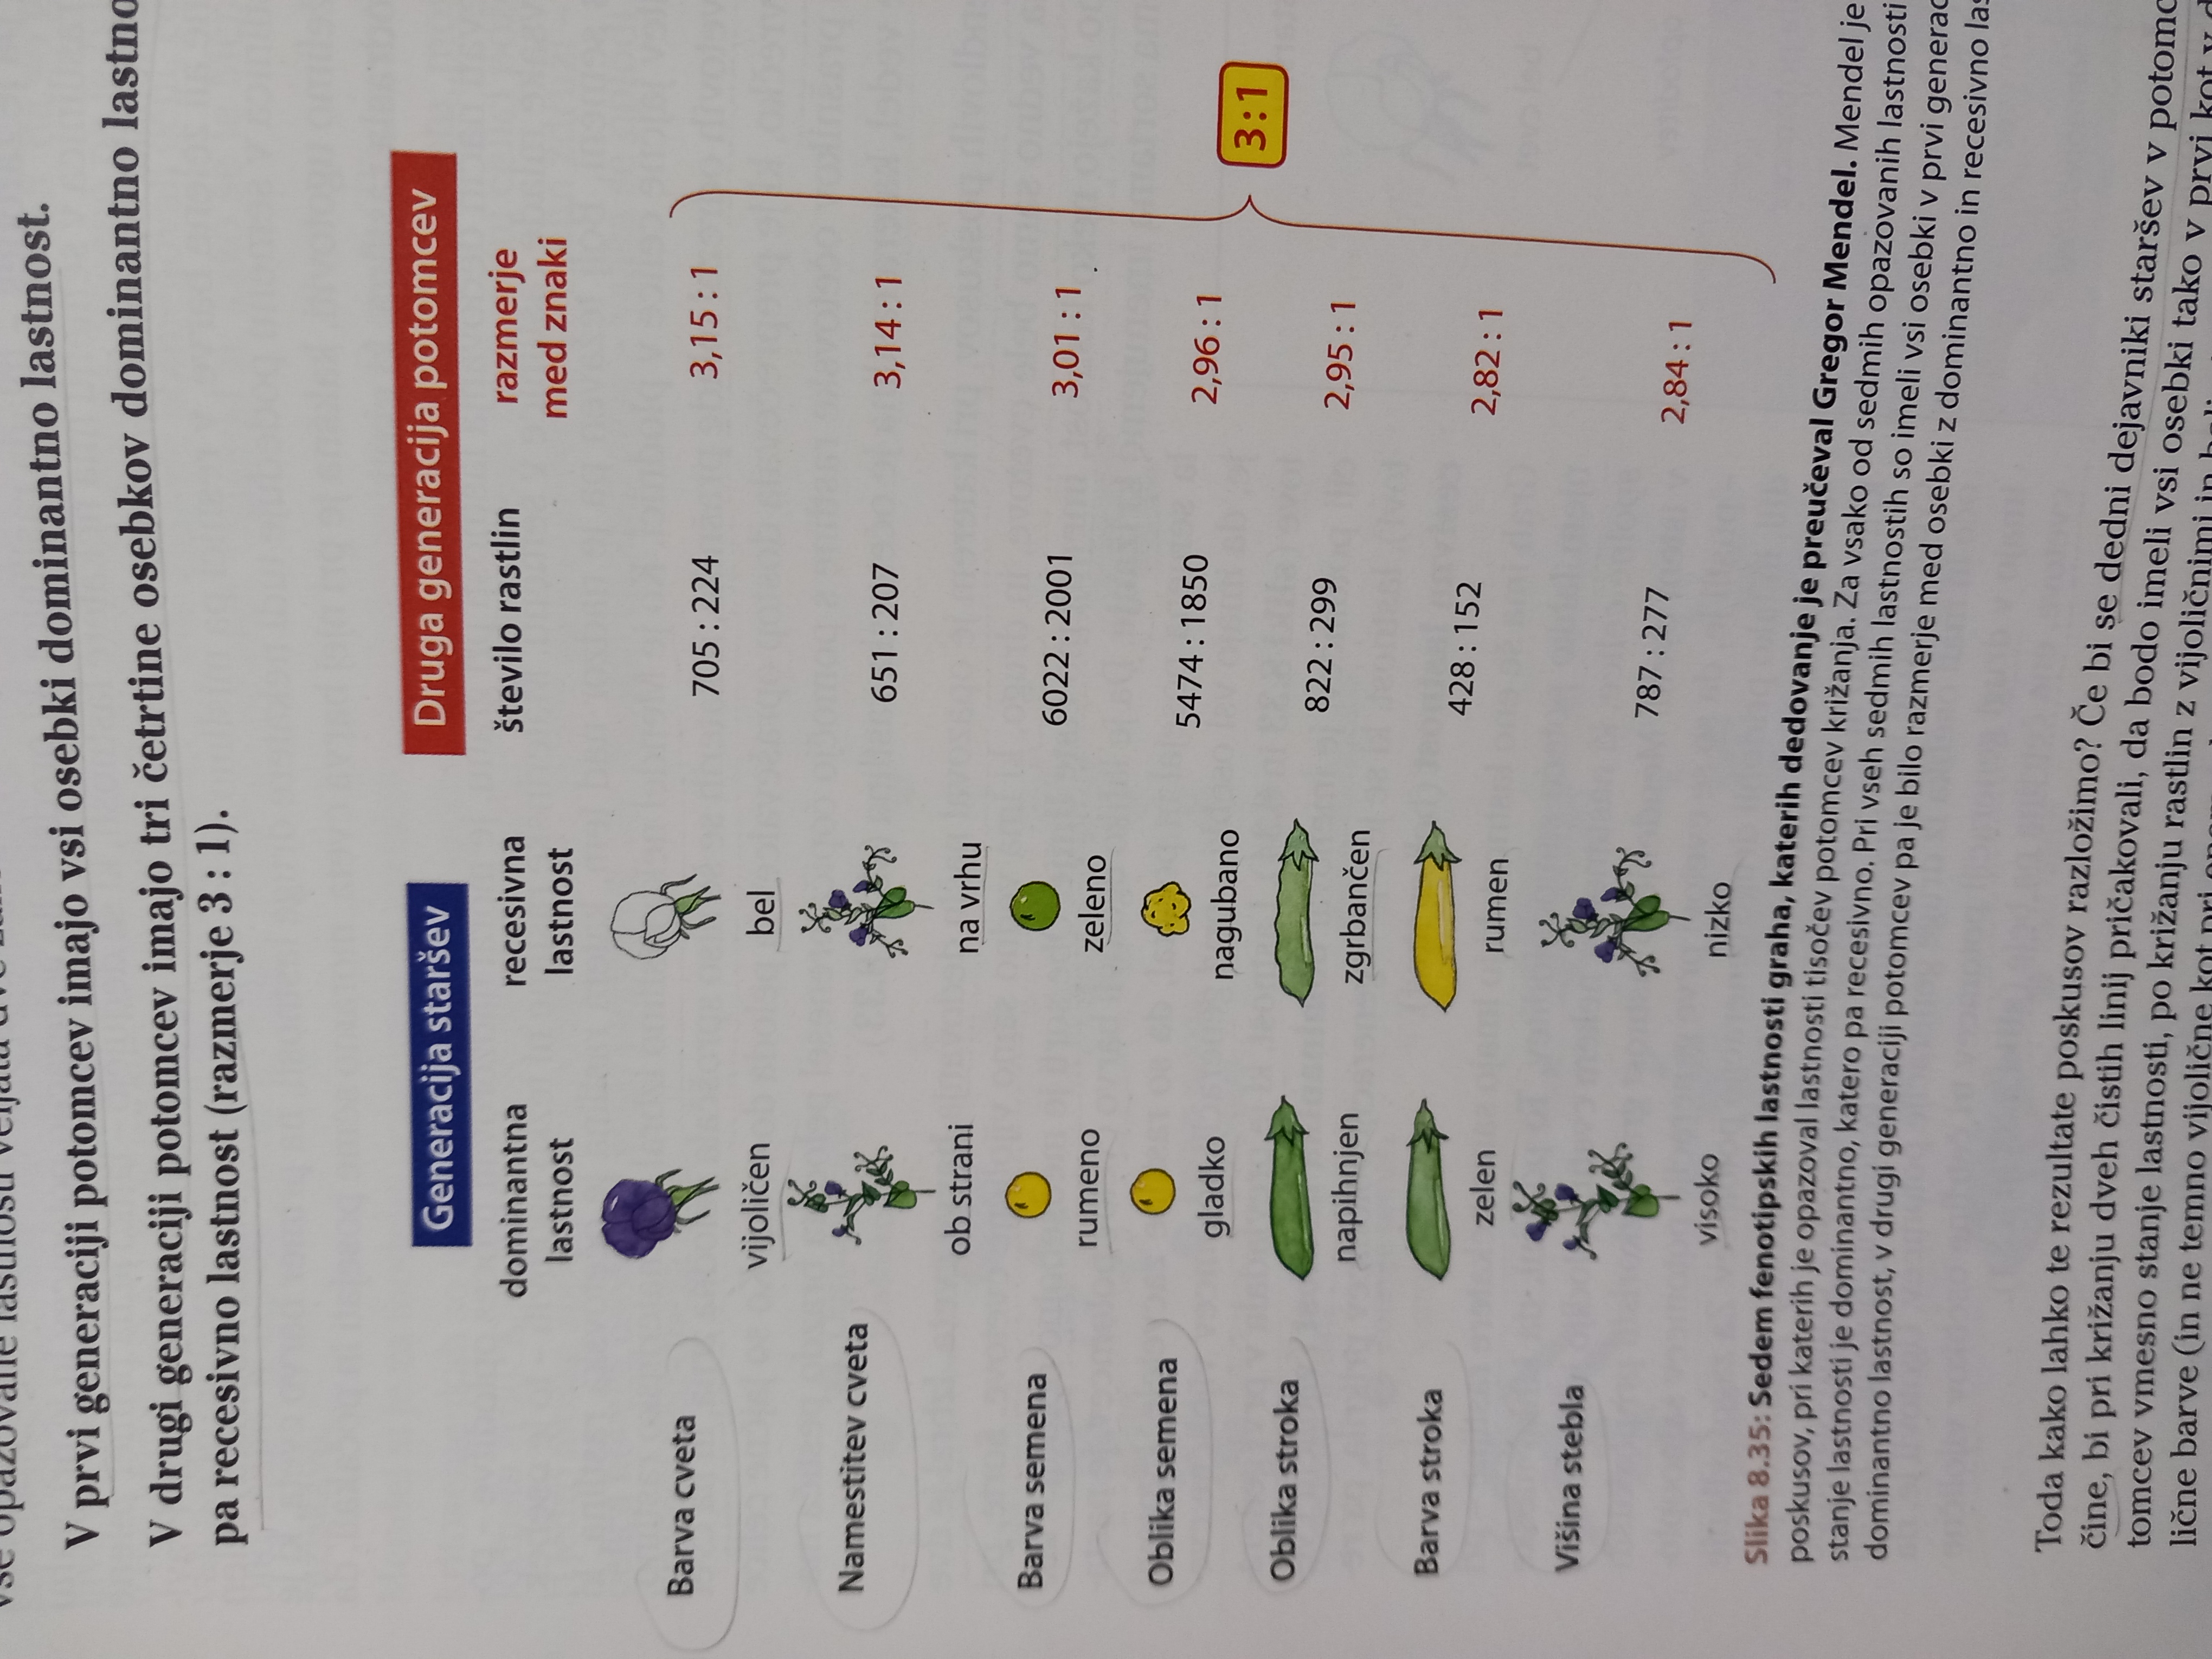 vse opazovane lastnosti veljata dve
V prvi generaciji potomcev imajo vsi osebki dominantno lastnost.
V drugi generaciji potomcev imajo tri četrtine osebkov dominantno lastno
pa recesivno lastnost (razmerje 3 : 1).
Generacija staršev Druga generacija potomcev
dominantna lastnost recesivna lastnost število rastlin razmerje med znaki
Barva cveta 705 : 224 3,15 : 1
vijoličen bel
Namestitev cveta 651 : 207 3,14 : 1
ob strani na vrhu
Barva semena 6022 : 2001 3,01 : 1
rumeno zeleno
Oblika semena 5474 : 1850 2,96 : 1
gladko nagubano
3 : 1
Oblika stroka 822 : 299 2,95 : 1
napihnjen zgrbančen
Barva stroka 428 : 152 2,82 : 1
zelen rumen
Višina stebla 787 : 277 2,84 : 1
visoko nizko
Slika 8.35: Sedem fenotipskih lastnosti graha, katerih dedovanje je preučeval Gregor Mendel. Mendel je
poskusov, pri katerih je opazoval lastnosti tisočev potomcev križanja. Za vsako od sedmih opazovanih lastnosti
stanje lastnosti je dominantno, katero pa recesivno. Pri vseh sedmih lastnostih so imeli vsi osebki v prvi generac
dominantno lastnost, v drugi generaciji potomcev pa je bilo razmerje med osebki z dominantno in recesivno las
Toda kako lahko te rezultate poskusov razložimo? Če bi se dedni dejavniki staršev v potomc
čine, bi pri križanju dveh čistih linij pričakovali, da bodo imeli vsi osebki tako v prvi kot v d
tomcev vmesno stanje lastnosti, po križanju rastlin z vijoličnimi in
lične barve (in ne temno vijolične kot pri